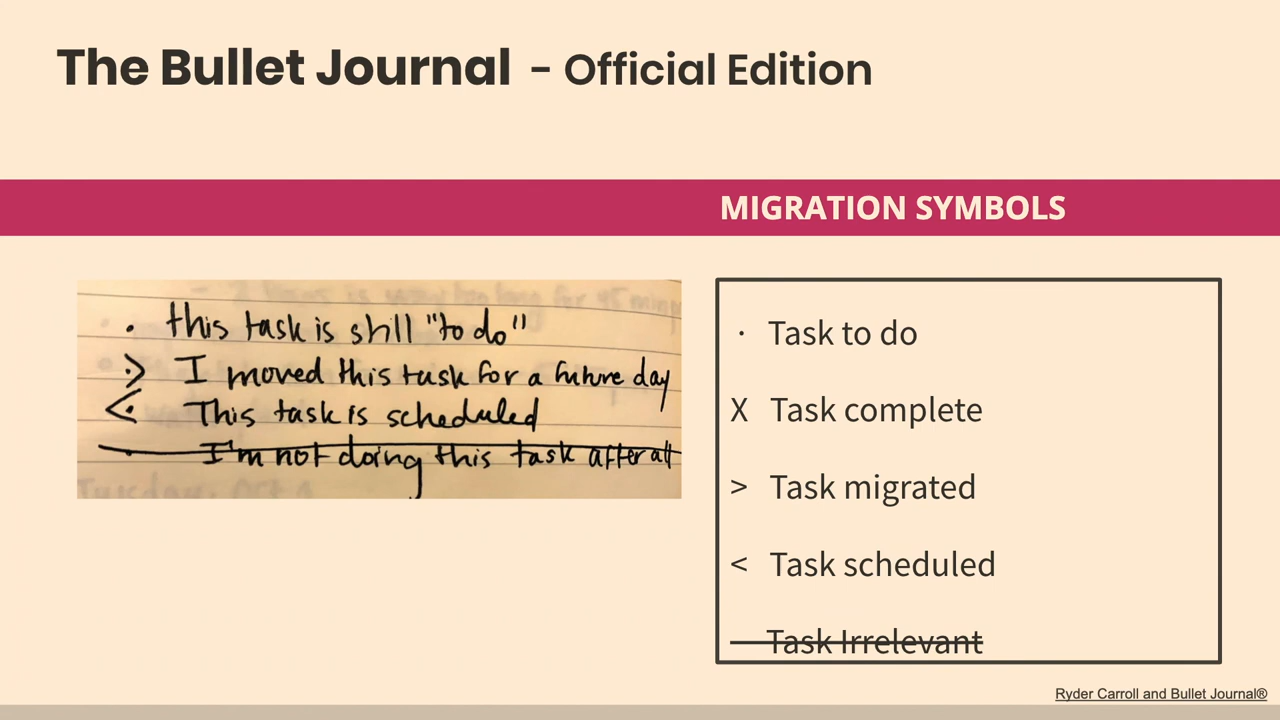 The Bullet Journal - Official Edition
MIGRATION SYMBOLS
. this task is still "to do"
> I moved this task for a future day
< This task is scheduled
I'm not doing this task after all
· Task to do
X Task complete
> Task migrated
< Task scheduled
— Task Irrelevant
Ryder Carroll and Bullet Journal®